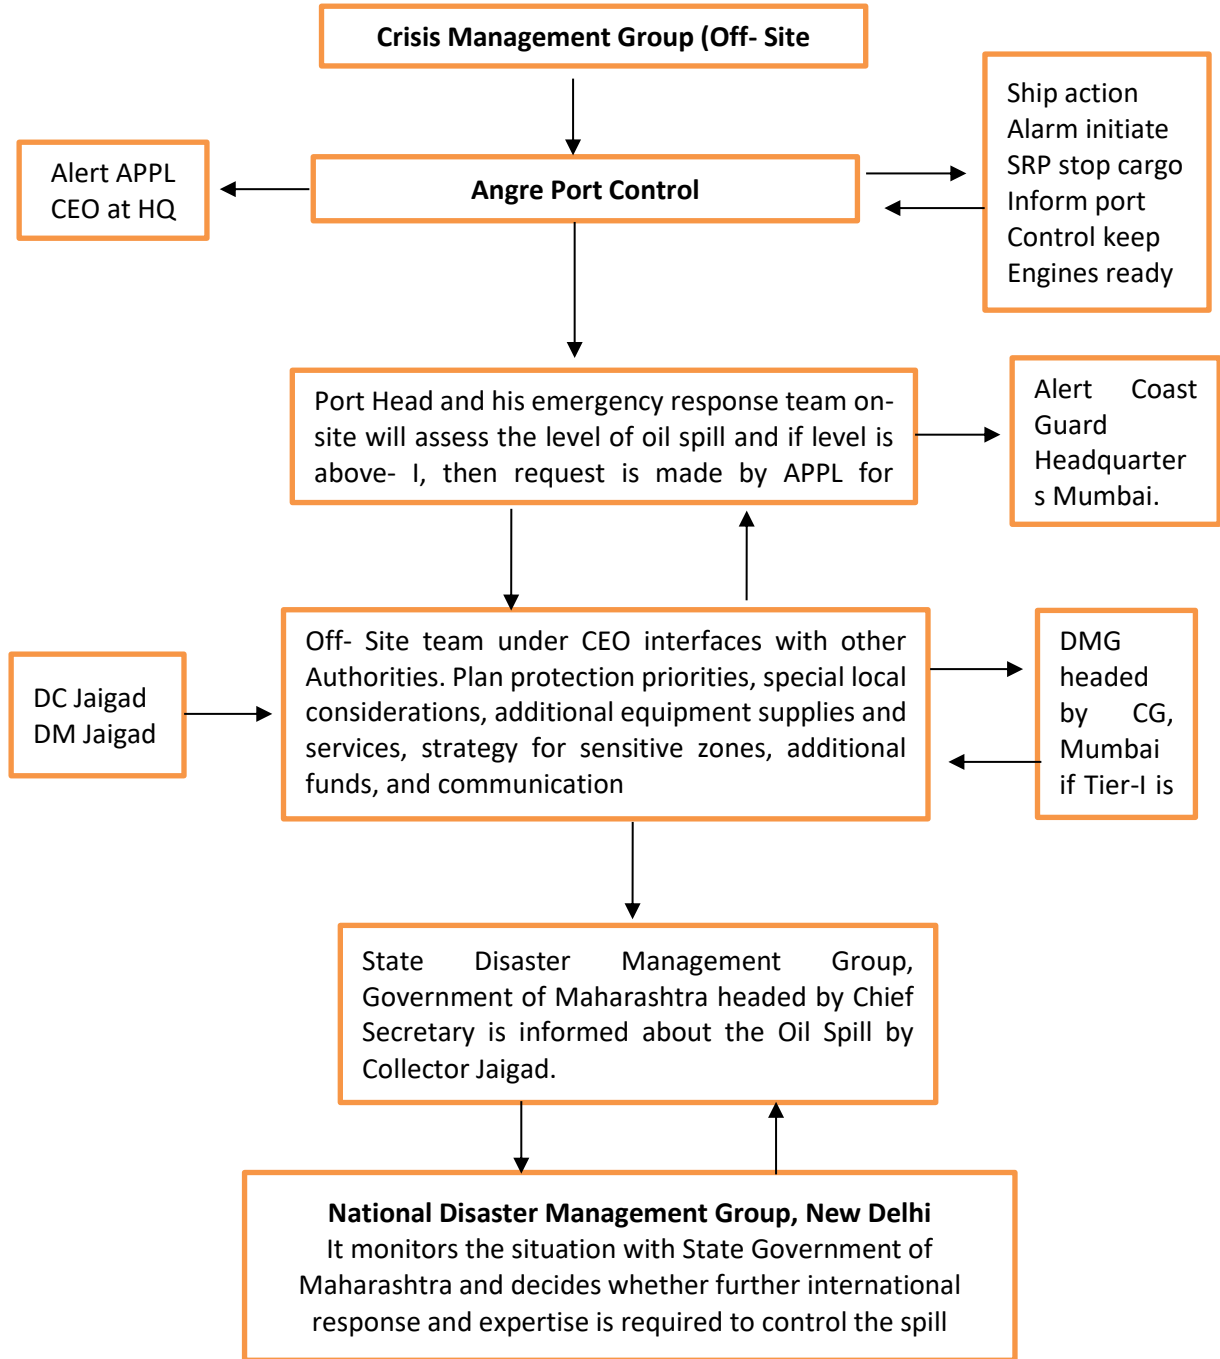 Crisis Management Group (Off- Site
Ship action
Alarm initiate
SRP stop cargo
Inform port
Control keep
Engines ready
Alert APPL
CEO at HQ
Angre Port Control
Port Head and his emergency response team on-
site will assess the level of oil spill and if level is
above- I, then request is made by APPL for
Alert Coast
Guard
Headquarter
s Mumbai.
Off- Site team under CEO interfaces with other
Authorities. Plan protection priorities, special local
considerations, additional equipment supplies and
services, strategy for sensitive zones, additional
funds, and communication
DC Jaigad
DM Jaigad
DMG
headed
by CG,
Mumbai
if Tier-I is
State Disaster Management Group,
Government of Maharashtra headed by Chief
Secretary is informed about the Oil Spill by
Collector Jaigad.
National Disaster Management Group, New Delhi
It monitors the situation with State Government of
Maharashtra and decides whether further international
response and expertise is required to control the spill